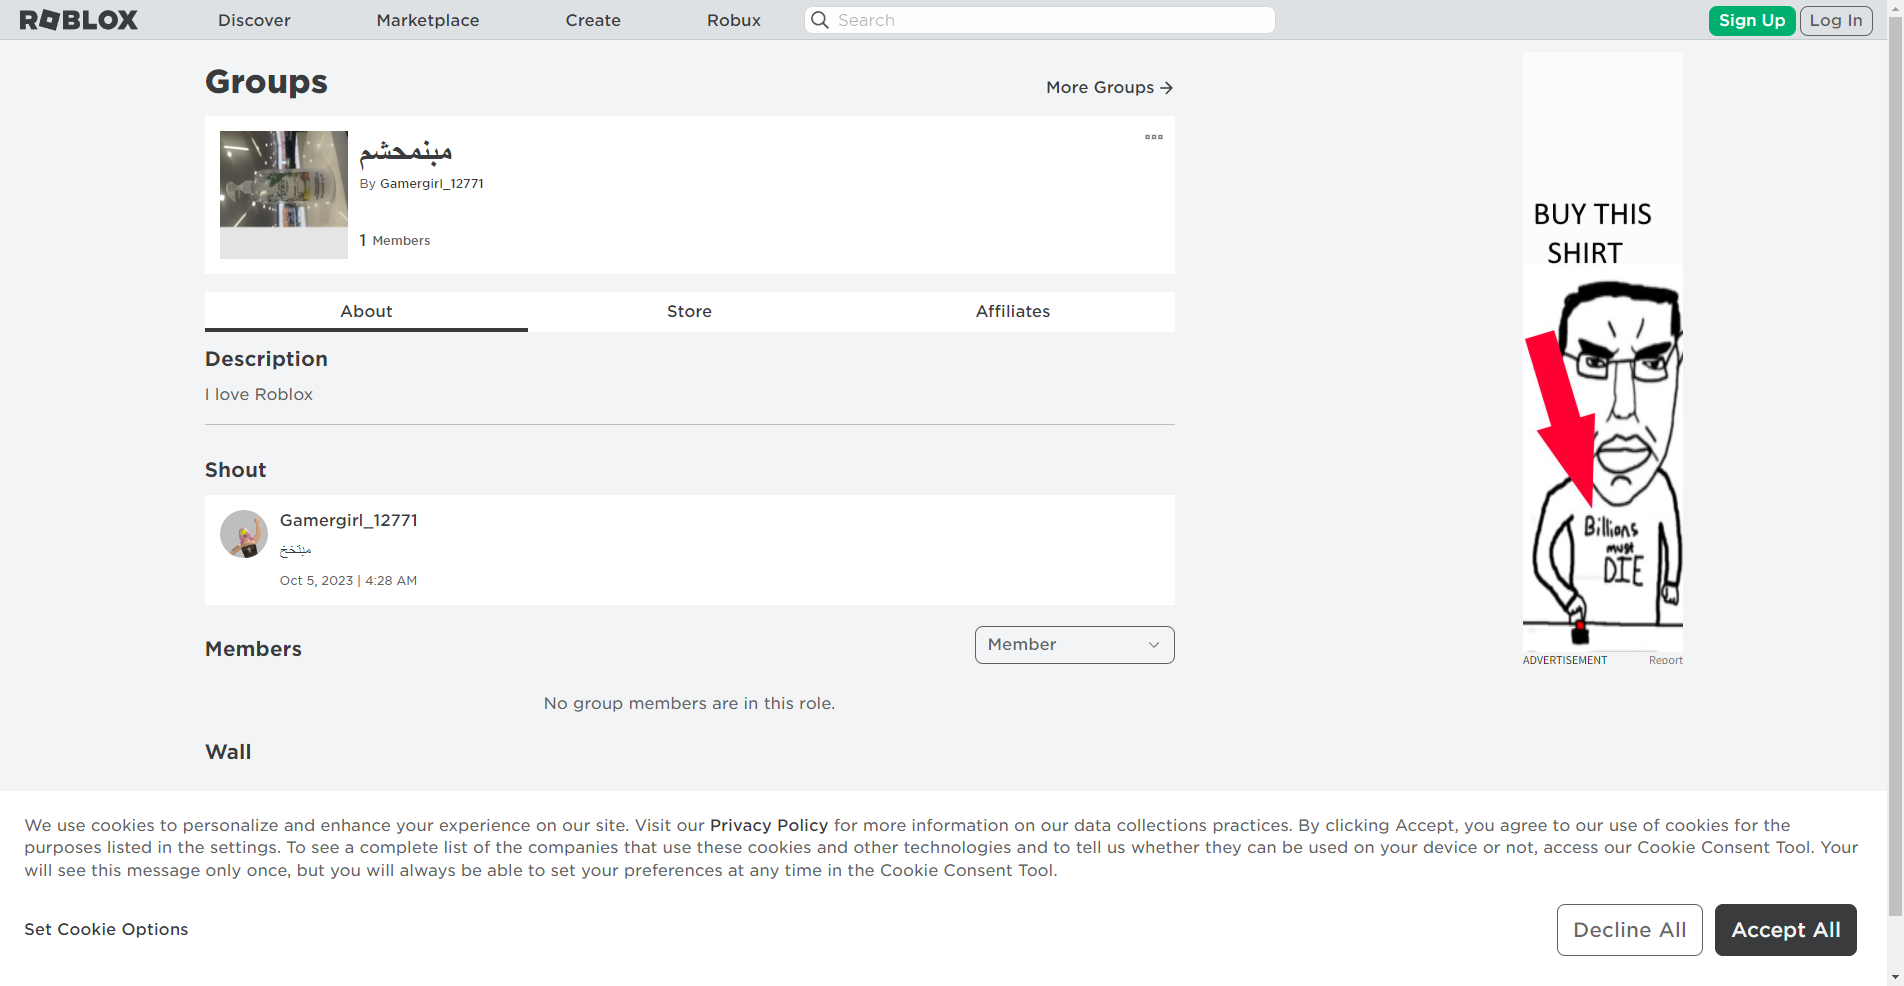 ROBLOX
Discover
Marketplace
Create
Robux
Search
Sign Up
Log In
Groups
More Groups →
مبنمحشم
By Gamergirl_12771
1 Members
About
Store
Affiliates
Description
I love Roblox
Shout
Gamergirl_12771
Oct 5, 2023 | 4:28 AM
Members
Member
No group members are in this role.
Wall
BUY THIS
SHIRT
Billions
must
DIE
ADVERTISEMENT
Report
We use cookies to personalize and enhance your experience on our site. Visit our Privacy Policy for more information on our data collections practices. By clicking Accept, you agree to our use of cookies for the
purposes listed in the settings. To see a complete list of the companies that use these cookies and other technologies and to tell us whether they can be used on your device or not, access our Cookie Consent Tool. Your
will see this message only once, but you will always be able to set your preferences at any time in the Cookie Consent Tool.
Set Cookie Options
Decline All
Accept All